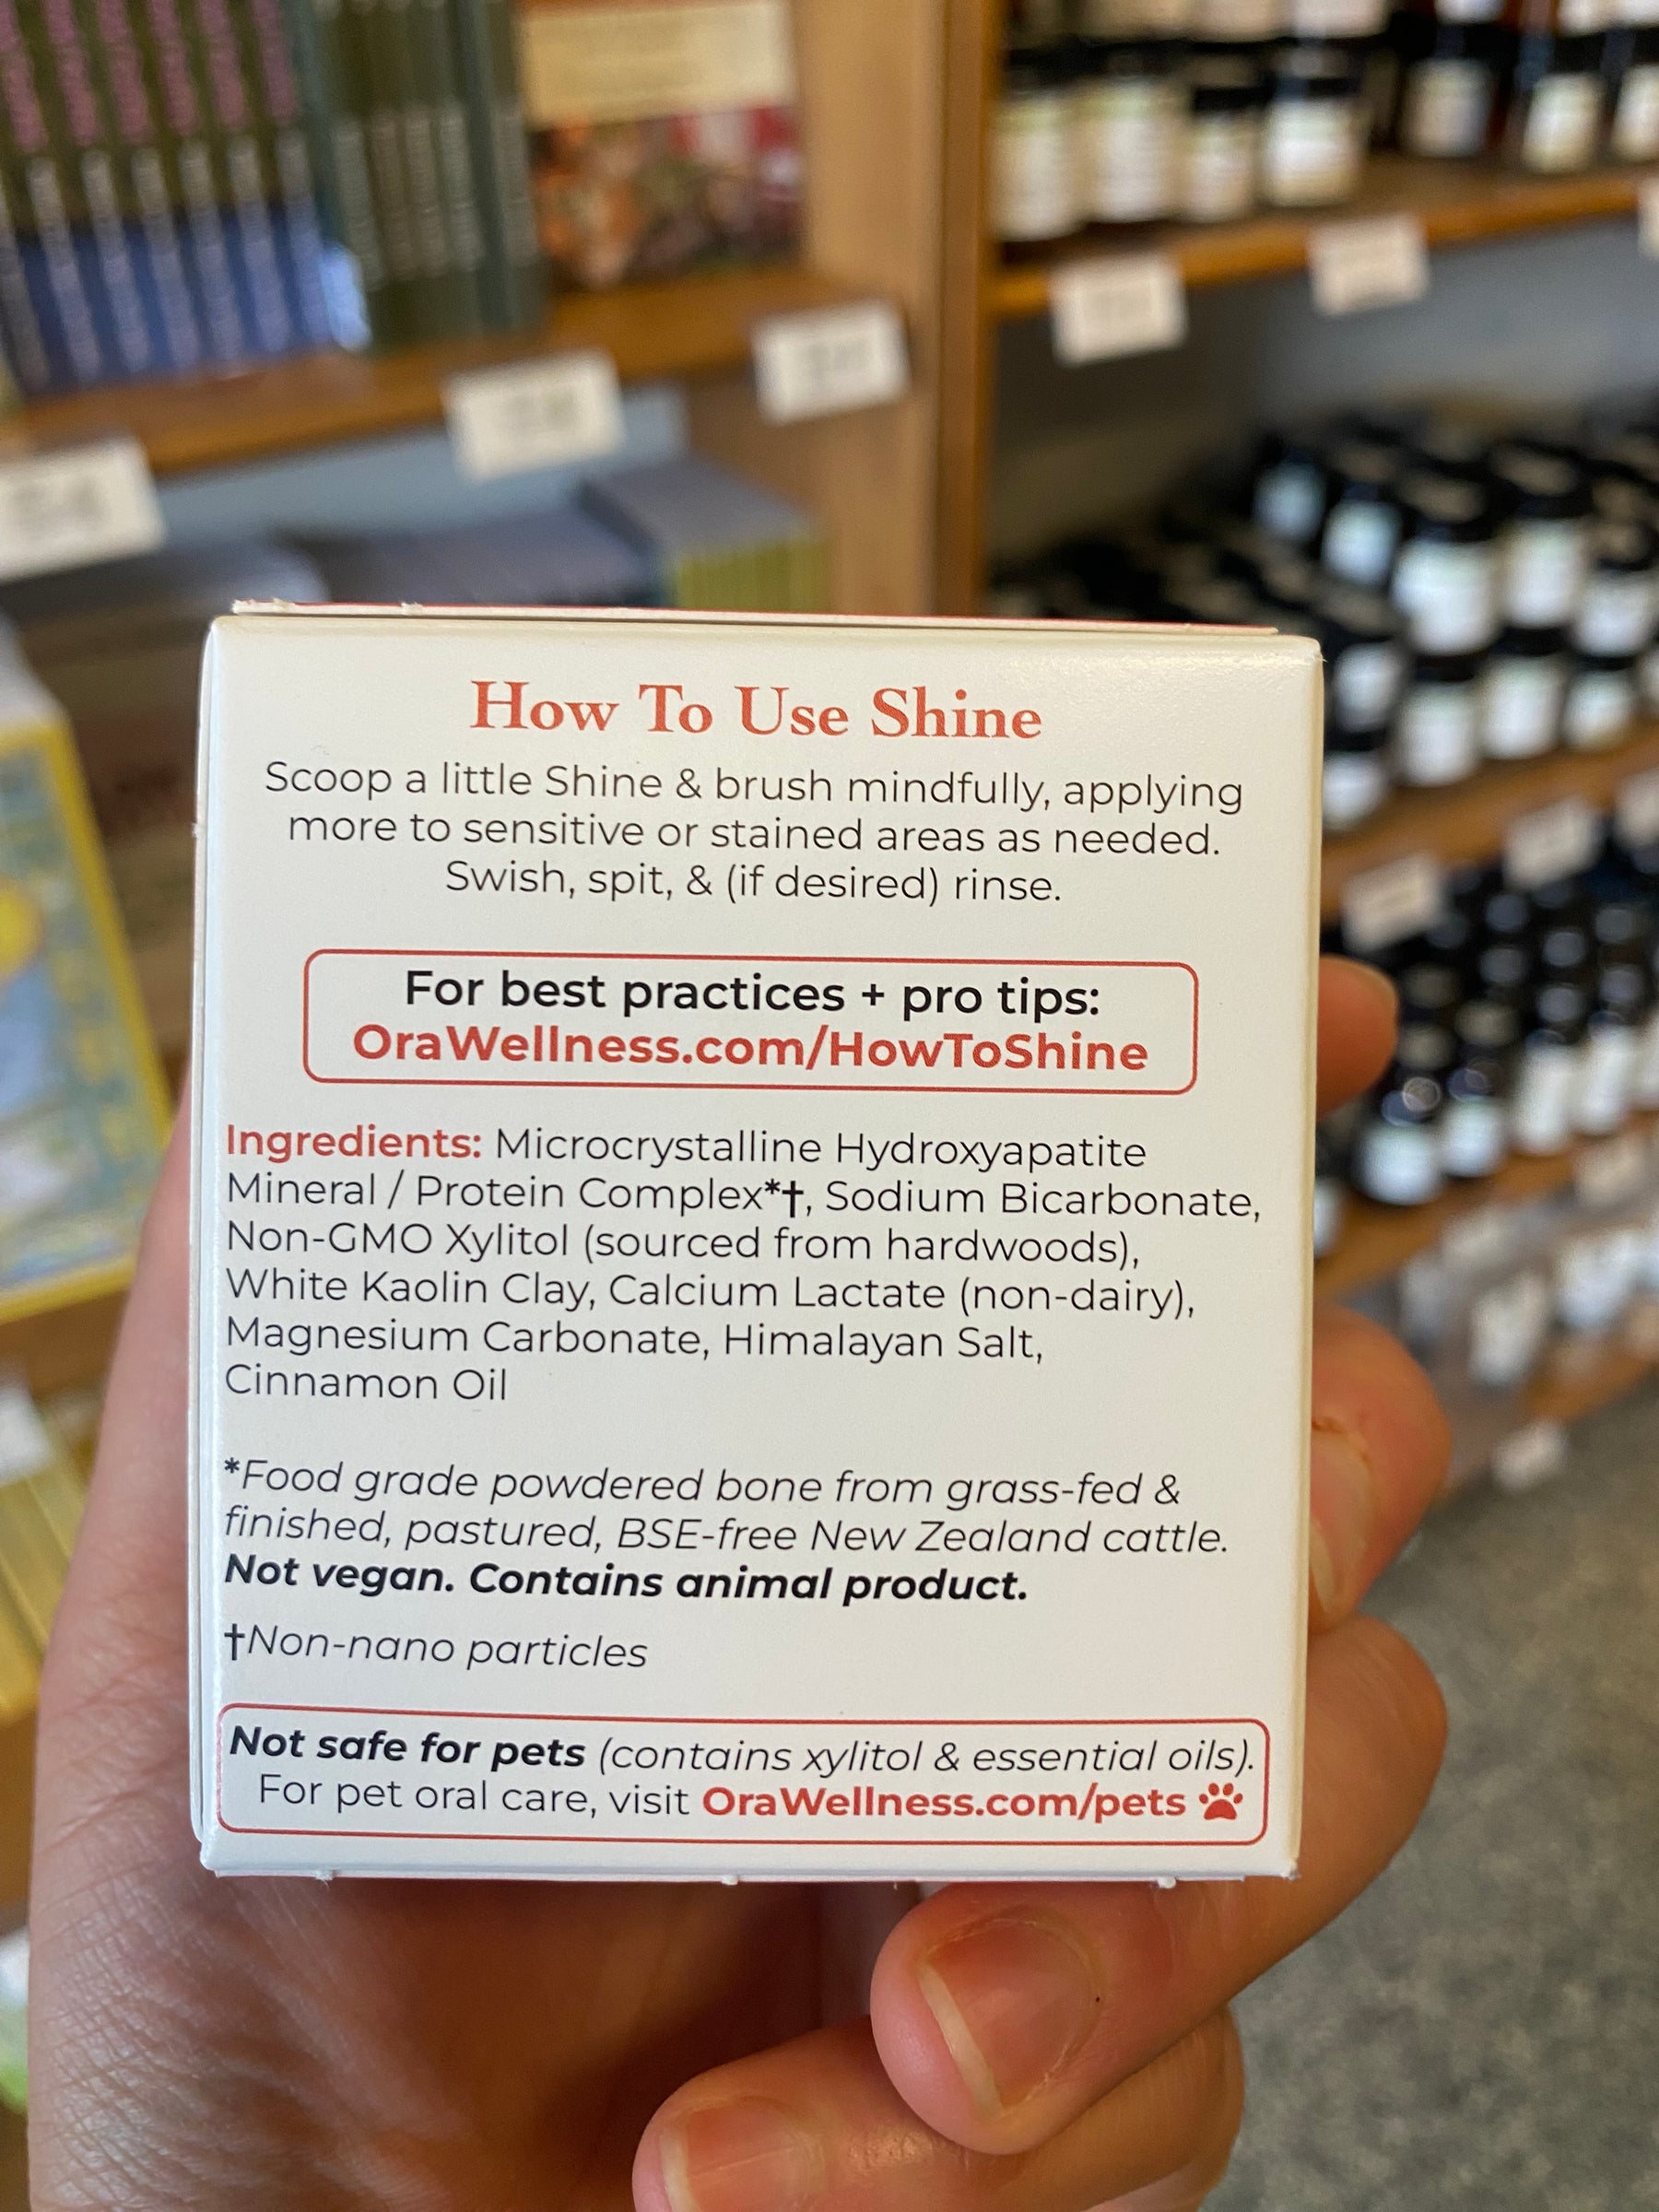 How To Use Shine
Scoop a little Shine & brush mindfully, applying
more to sensitive or stained areas as needed.
Swish, spit, & (if desired) rinse.
For best practices + pro tips:
OraWellness.com/HowToShine
Ingredients: Microcrystalline Hydroxyapatite
Mineral / Protein Complex*†, Sodium Bicarbonate,
Non-GMO Xylitol (sourced from hardwoods),
White Kaolin Clay, Calcium Lactate (non-dairy),
Magnesium Carbonate, Himalayan Salt,
Cinnamon Oil
*Food grade powdered bone from grass-fed &
finished, pastured, BSE-free New Zealand cattle.
Not vegan. Contains animal product.
†Non-nano particles
Not safe for pets (contains xylitol & essential oils).
For pet oral care, visit OraWellness.com/pets